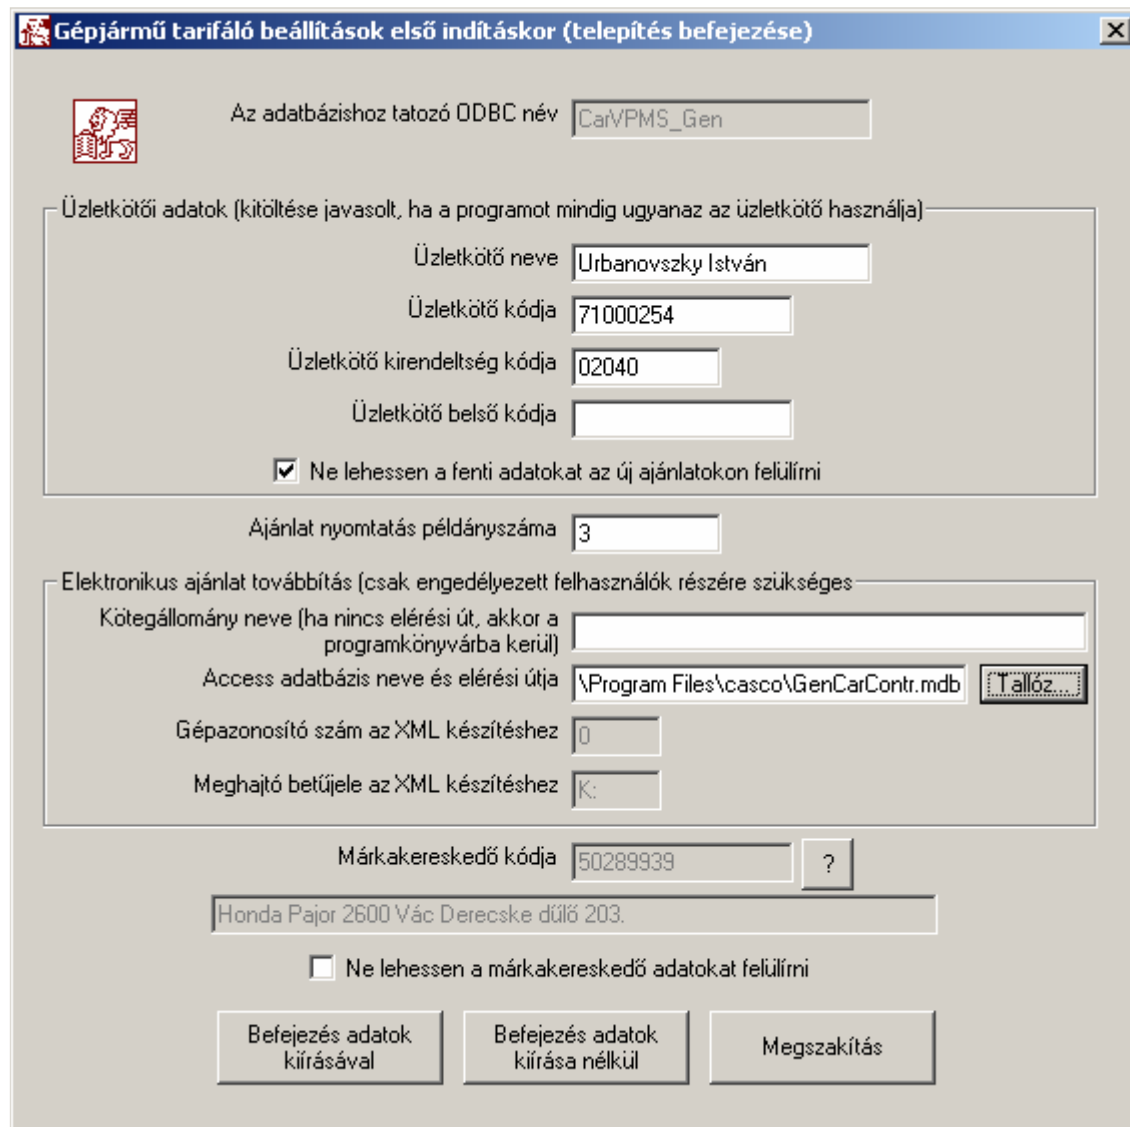 Gépjármű tarifáló beállítások első indításkor (telepítés befejezése)
Az adatbázishoz tatozó ODBC név CarVPMS_Gen
Üzletkötői adatok (kitöltése javasolt, ha a programot mindig ugyanaz az üzletkötő használja)
Üzletkötő neve Urbanovszky István
Üzletkötő kódja 71000254
Üzletkötő kirendeltség kódja 02040
Üzletkötő belső kódja
Ne lehessen a fenti adatokat az új ajánlatokon felülírni
Ajánlat nyomtatás példányszáma 3
Elektronikus ajánlat továbbítás (csak engedélyezett felhasználók részére szükséges
Kötegállomány neve (ha nincs elérési út, akkor a
programkönyvárba kerül)
Access adatbázis neve és elérési útja \Program Files\casco\GenCarContr.mdb Tallóz...
Gépazonosító szám az XML készítéshez 0
Meghajtó betűjele az XML készítéshez K:
Márkakereskedő kódja 50289939 ?
Honda Pajor 2600 Vác Derecske dűlő 203.
Ne lehessen a márkakereskedő adatokat felülírni
Befejezés adatok
kiírásával
Befejezés adatok
kiírása nélkül
Megszakítás